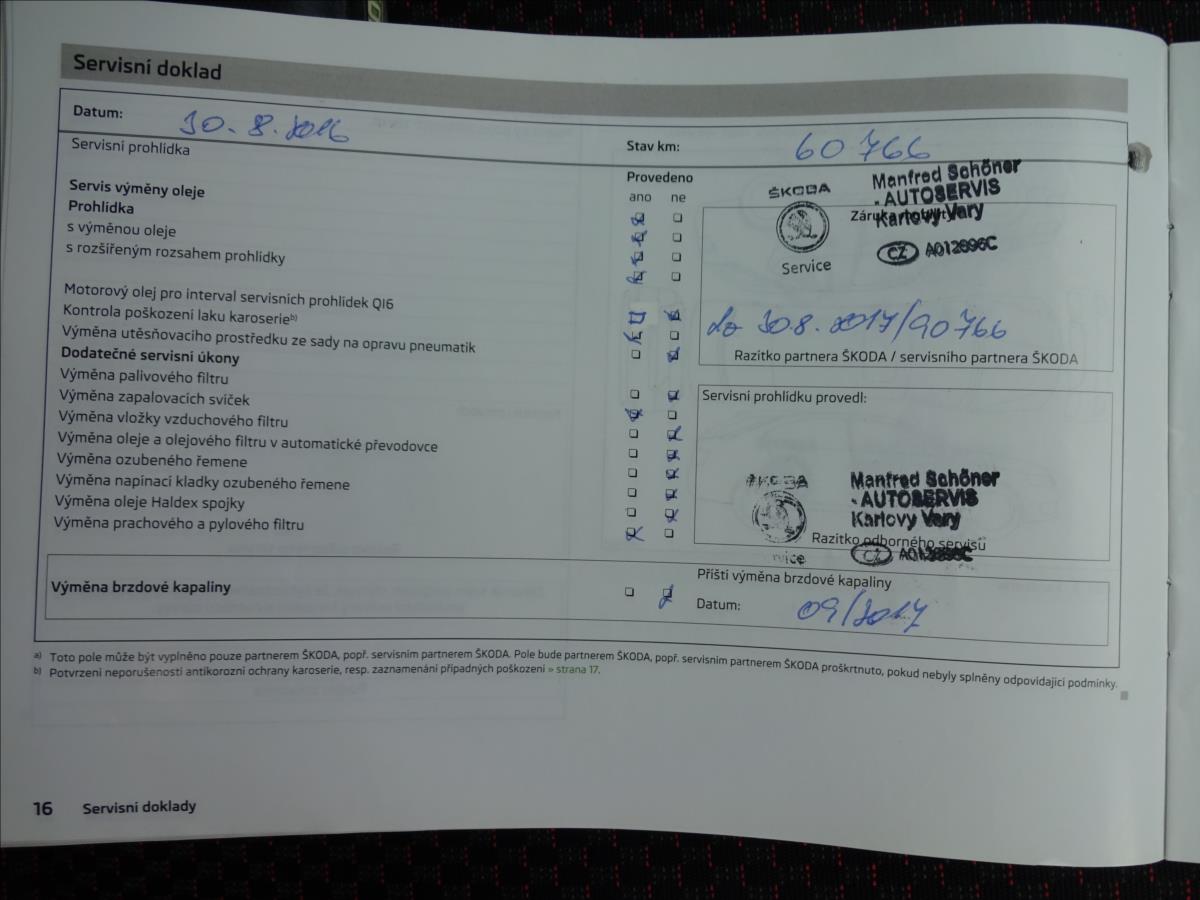 Servisní doklad
Datum: 30. 8. 2016
Stav km: 60 766
Servisní prohlídka
Provedeno
ano ne
Servis výměny oleje
Prohlídka
s výměnou oleje
s rozšířeným rozsahem prohlídky
Motorový olej pro interval servisních prohlídek QI6
Kontrola poškození laku karoserieb)
Výměna utěsňovacího prostředku ze sady na opravu pneumatik
Dodatečné servisní úkony
Výměna palivového filtru
Výměna zapalovacích svíček
Výměna vložky vzduchového filtru
Výměna oleje a olejového filtru v automatické převodovce
Výměna ozubeného řemene
Výměna napínací kladky ozubeného řemene
Výměna oleje Haldex spojky
Výměna prachového a pylového filtru
ŠKODA
Service
Manfred Schöner
- AUTOSERVIS
Karlovy Vary
CZ A012896C
do 30.8.2017/90766
Razítko partnera ŠKODA / servisního partnera ŠKODA
Servisní prohlídku provedl:
ŠKODA
Manfred Schöner
- AUTOSERVIS
Karlovy Vary
Razítko odborného servisu
CZ A012896C
Výměna brzdové kapaliny
Příští výměna brzdové kapaliny
Datum: 09/2017
a) Toto pole může být vyplněno pouze partnerem ŠKODA, popř. servisním partnerem ŠKODA. Pole bude partnerem ŠKODA, popř. servisním partnerem ŠKODA proškrtnuto, pokud nebyly splněny odpovídající podmínky.
b) Potvrzení neporušenosti antikorozní ochrany karoserie, resp. zaznamenání případných poškození » strana 17.
16 Servisní doklady